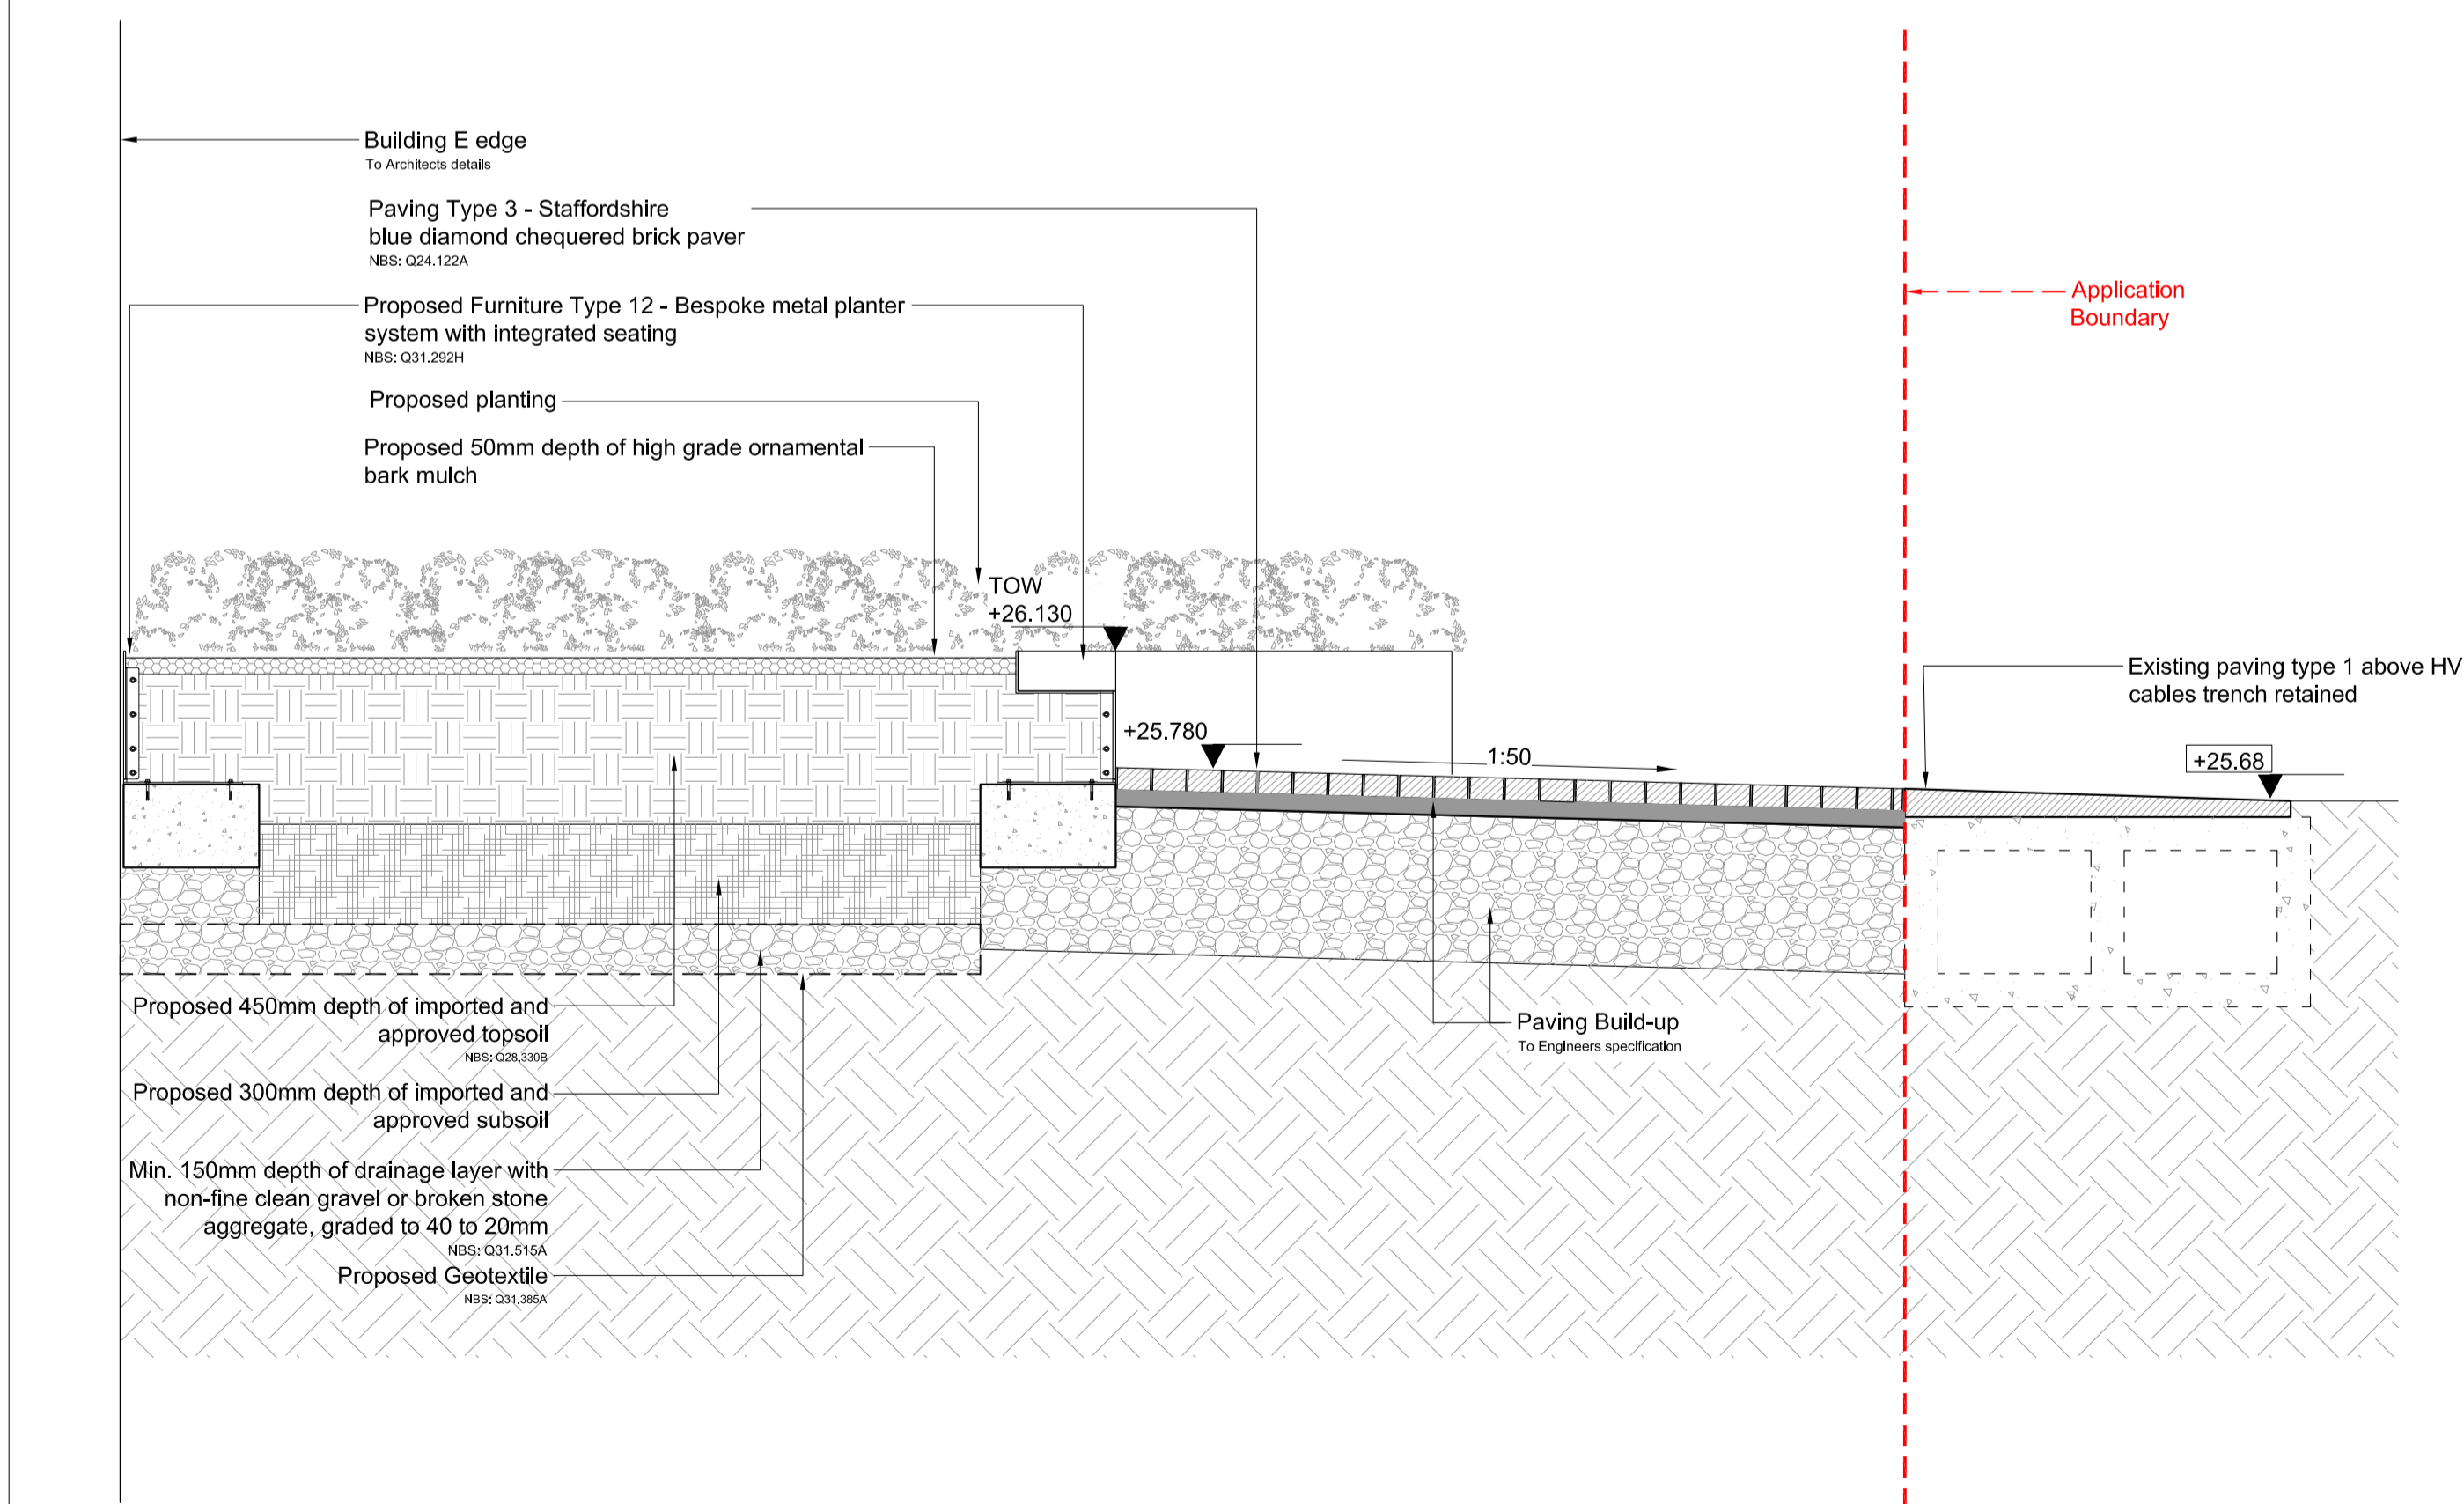 Building E edge
To Architects details
Paving Type 3 - Staffordshire
blue diamond chequered brick paver
NBS: Q24.122A
Proposed Furniture Type 12 - Bespoke metal planter
system with integrated seating
NBS: Q31.292H
Proposed planting
Proposed 50mm depth of high grade ornamental
bark mulch
Application
Boundary
TOW
+26.130
+25.780
1:50
Existing paving type 1 above HV
cables trench retained
+25.68
Proposed 450mm depth of imported and
approved topsoil
NBS: Q28.330B
Proposed 300mm depth of imported and
approved subsoil
Min. 150mm depth of drainage layer with
non-fine clean gravel or broken stone
aggregate, graded to 40 to 20mm
NBS: Q31.515A
Proposed Geotextile
NBS: Q31.385A
Paving Build-up
To Engineers specification